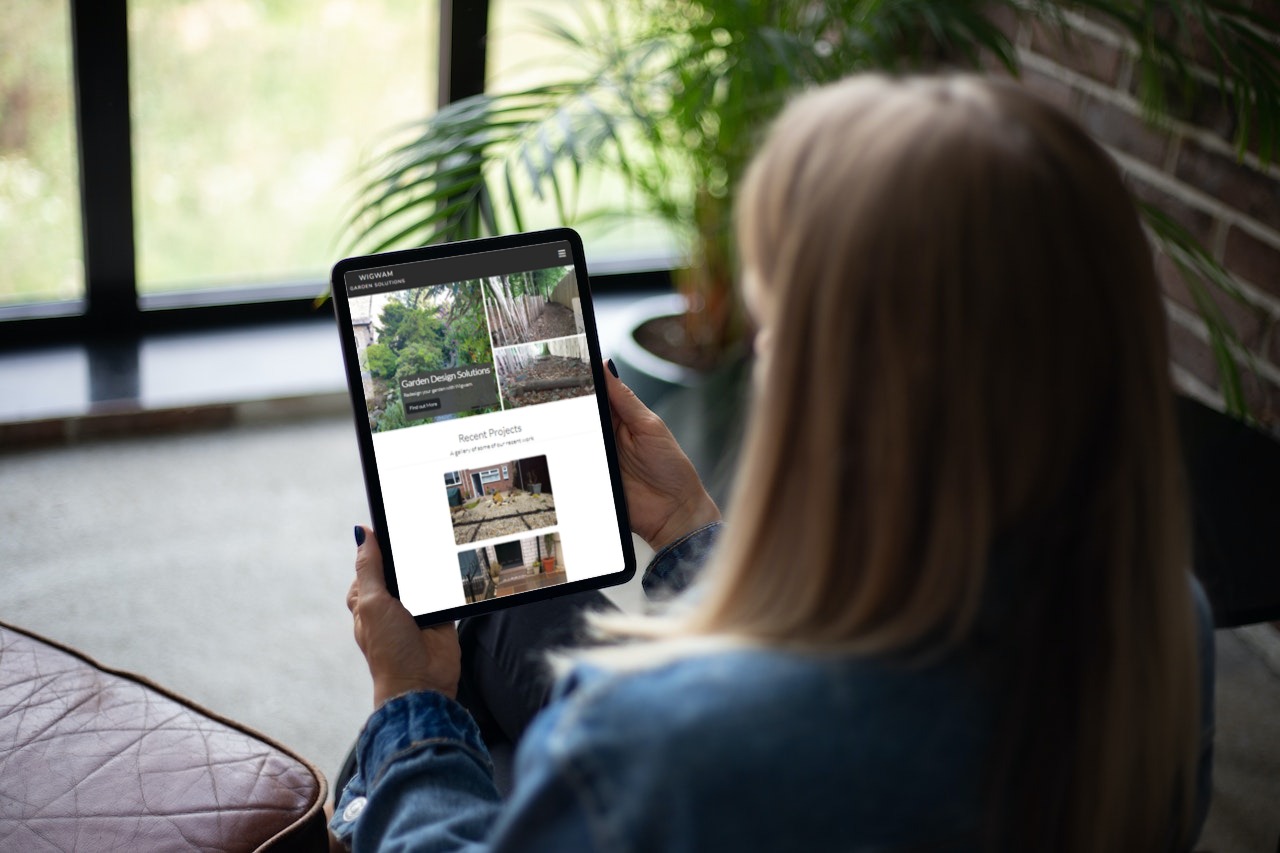 WIGWAM
GARDEN SOLUTIONS
Garden Design Solutions
Redesign your garden with Wigwam.
Find out More
Recent Projects
A gallery of some of our recent work